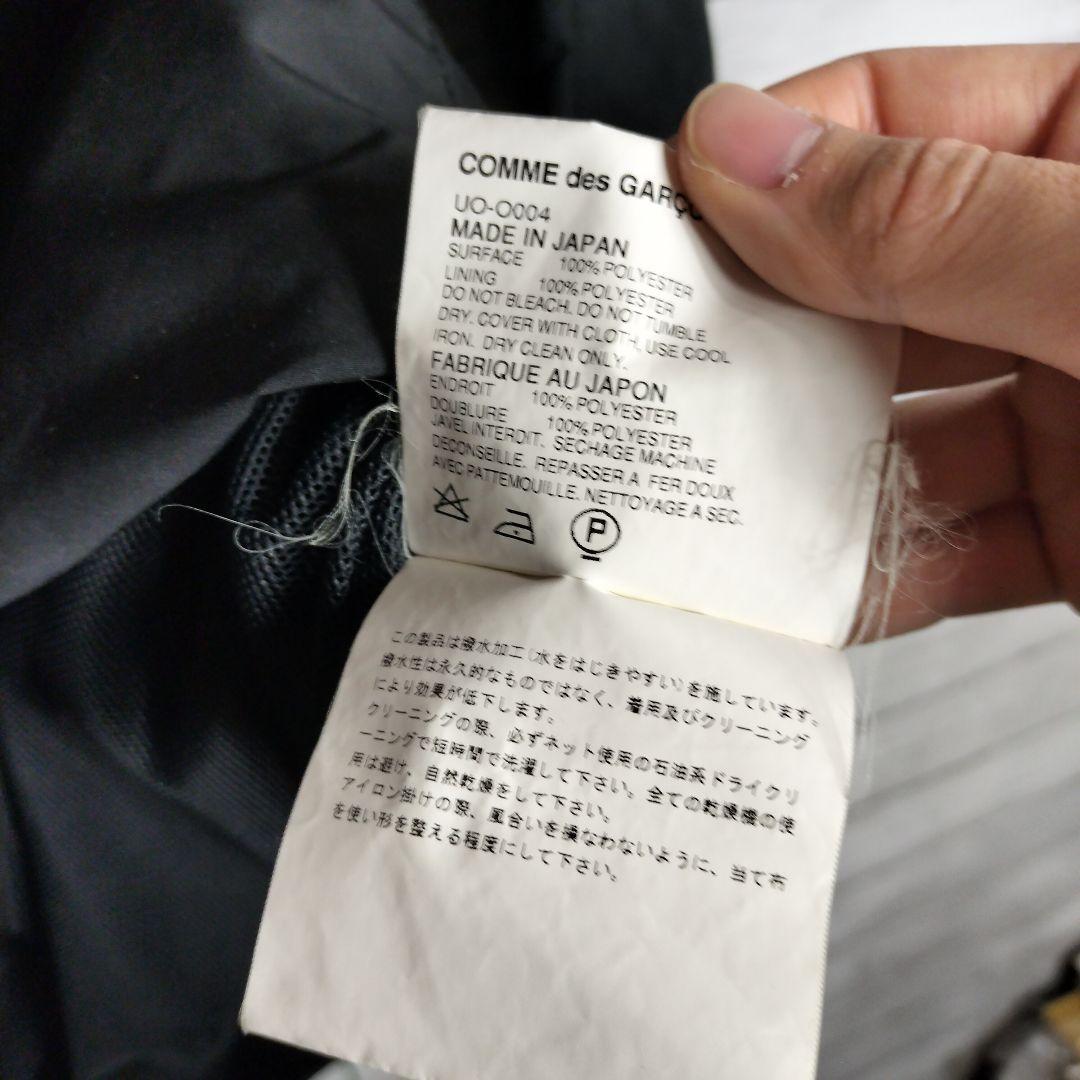 COMME des GARÇO
UO-O004
MADE IN JAPAN
SURFACE 100% POLYESTER
LINING 100% POLYESTER
DO NOT BLEACH. DO NOT TUMBLE
DRY. COVER WITH CLOTH. USE COOL
IRON. DRY CLEAN ONLY.
FABRIQUE AU JAPON
ENDROIT 100% POLYESTER
DOUBLURE 100% POLYESTER
JAVEL INTERDIT. SECHAGE MACHINE
DECONSEILLE. REPASSER A FER DOUX
AVEC PATTEMOUILLE. NETTOYAGE A SEC.
P
この製品は撥水加工(水をはじきやすい)を施しています。
撥水性は永久的なものではなく、着用及びクリーニング
により効果が低下します。
クリーニングの際、必ずネット使用の石油系ドライクリ
ーニングで短時間で洗濯して下さい。全ての乾燥機の使
用は避け、自然乾燥をして下さい。
アイロン掛けの際、風合いを損なわないように、当て布
を使い形を整える程度にして下さい。